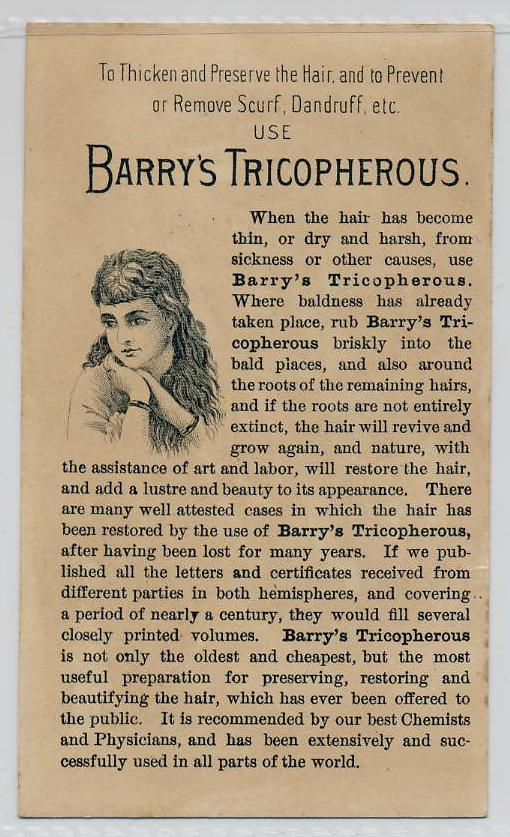 To Thicken and Preserve the Hair, and to Prevent
or Remove Scurf, Dandruff, etc.
USE
BARRY'S TRICOPHEROUS.
When the hair has become
thin, or dry and harsh, from
sickness or other causes, use
Barry's Tricopherous.
Where baldness has already
taken place, rub Barry's Tri-
copherous briskly into the
bald places, and also around
the roots of the remaining hairs,
and if the roots are not entirely
extinct, the hair will revive and
grow again, and nature, with
the assistance of art and labor, will restore the hair,
and add a lustre and beauty to its appearance. There
are many well attested cases in which the hair has
been restored by the use of Barry's Tricopherous,
after having been lost for many years. If we pub-
lished all the letters and certificates received from
different parties in both hemispheres, and covering
a period of nearly a century, they would fill several
closely printed volumes. Barry's Tricopherous
is not only the oldest and cheapest, but the most
useful preparation for preserving, restoring and
beautifying the hair, which has ever been offered to
the public. It is recommended by our best Chemists
and Physicians, and has been extensively and suc-
cessfully used in all parts of the world.